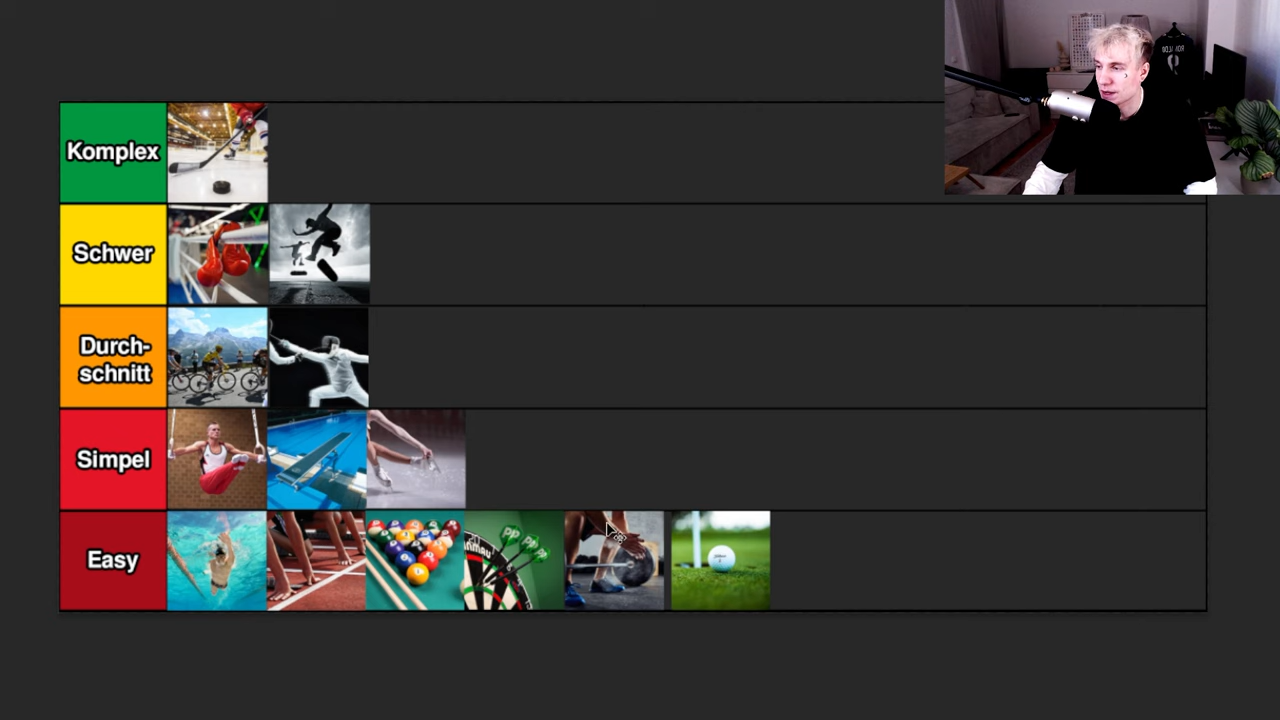 Komplex
Schwer
Durch-
schnitt
Simpel
Easy